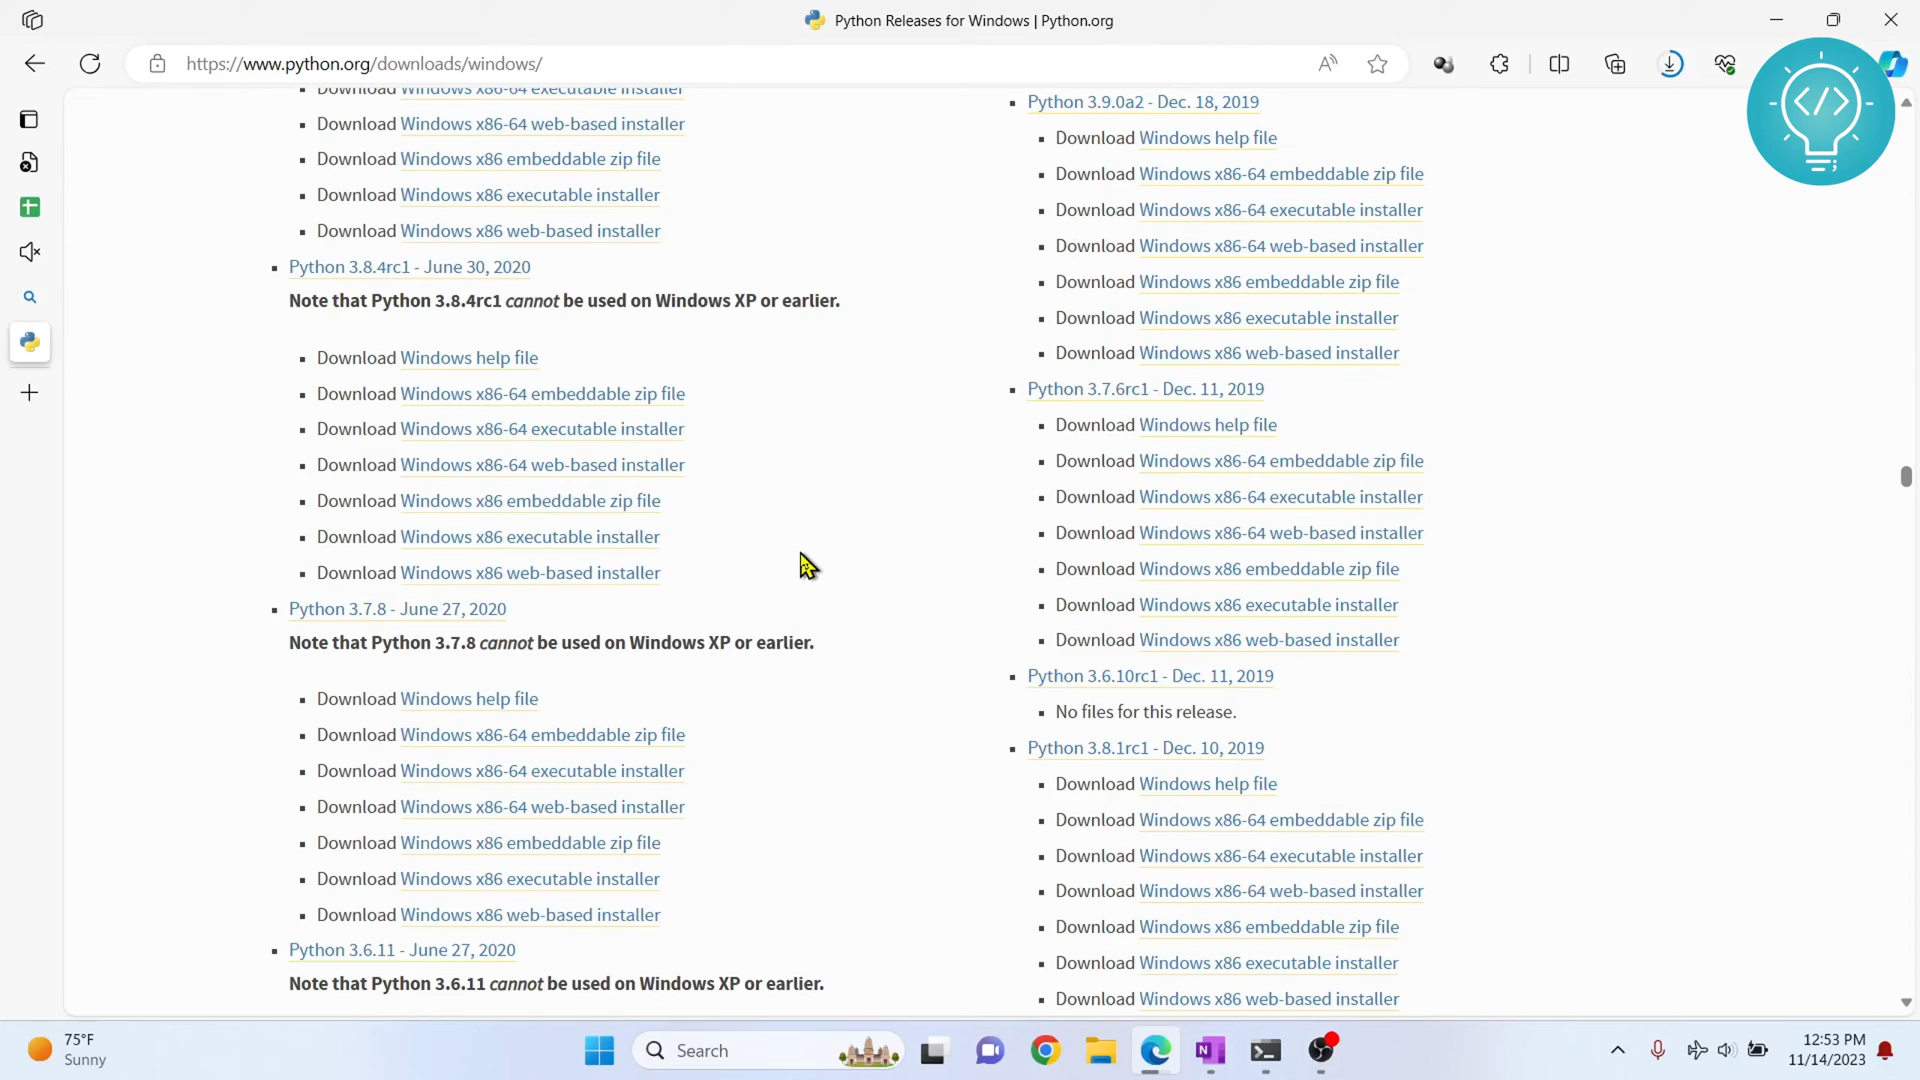 Python Releases for Windows | Python.org
https://www.python.org/downloads/windows/
Download Windows x86-64 executable installer
Download Windows x86-64 web-based installer
Download Windows x86 embeddable zip file
Download Windows x86 executable installer
Download Windows x86 web-based installer
Python 3.8.4rc1 - June 30, 2020
Note that Python 3.8.4rc1 cannot be used on Windows XP or earlier.
Download Windows help file
Download Windows x86-64 embeddable zip file
Download Windows x86-64 executable installer
Download Windows x86-64 web-based installer
Download Windows x86 embeddable zip file
Download Windows x86 executable installer
Download Windows x86 web-based installer
Python 3.7.8 - June 27, 2020
Note that Python 3.7.8 cannot be used on Windows XP or earlier.
Download Windows help file
Download Windows x86-64 embeddable zip file
Download Windows x86-64 executable installer
Download Windows x86-64 web-based installer
Download Windows x86 embeddable zip file
Download Windows x86 executable installer
Download Windows x86 web-based installer
Python 3.6.11 - June 27, 2020
Note that Python 3.6.11 cannot be used on Windows XP or earlier.
Python 3.9.0a2 - Dec. 18, 2019
Download Windows help file
Download Windows x86-64 embeddable zip file
Download Windows x86-64 executable installer
Download Windows x86-64 web-based installer
Download Windows x86 embeddable zip file
Download Windows x86 executable installer
Download Windows x86 web-based installer
Python 3.7.6rc1 - Dec. 11, 2019
Download Windows help file
Download Windows x86-64 embeddable zip file
Download Windows x86-64 executable installer
Download Windows x86-64 web-based installer
Download Windows x86 embeddable zip file
Download Windows x86 executable installer
Download Windows x86 web-based installer
Python 3.6.10rc1 - Dec. 11, 2019
No files for this release.
Python 3.8.1rc1 - Dec. 10, 2019
Download Windows help file
Download Windows x86-64 embeddable zip file
Download Windows x86-64 executable installer
Download Windows x86-64 web-based installer
Download Windows x86 embeddable zip file
Download Windows x86 executable installer
Download Windows x86 web-based installer
75°F
Sunny
Search
12:53 PM
11/14/2023